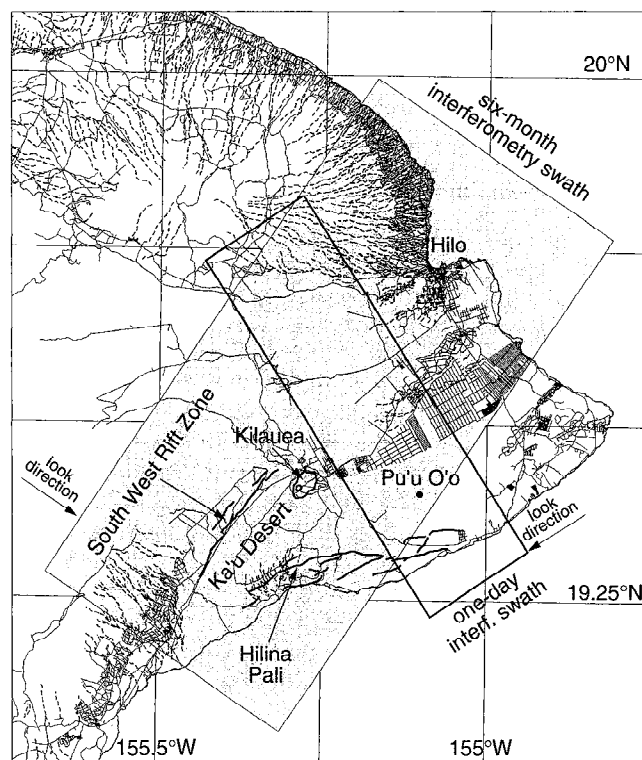 20°N
six-month
interferometry swath
Hilo
South West Rift Zone
Kilauea
look
direction
Pu'u O'o
Ka'u Desert
look
direction
19.25°N
one-day
interf. swath
Hilina
Pali
155.5°W
155°W